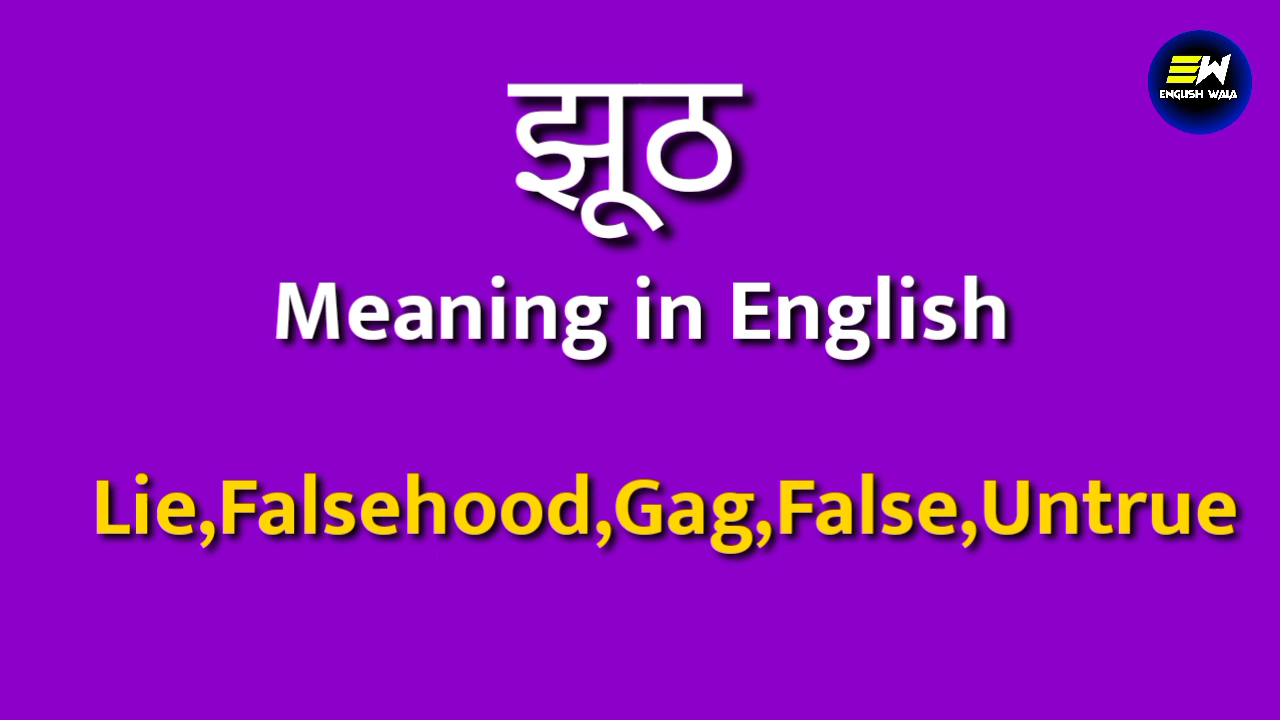 EW
ENGLISH WALA
झूठ
Meaning in English
Lie,Falsehood,Gag,False,Untrue